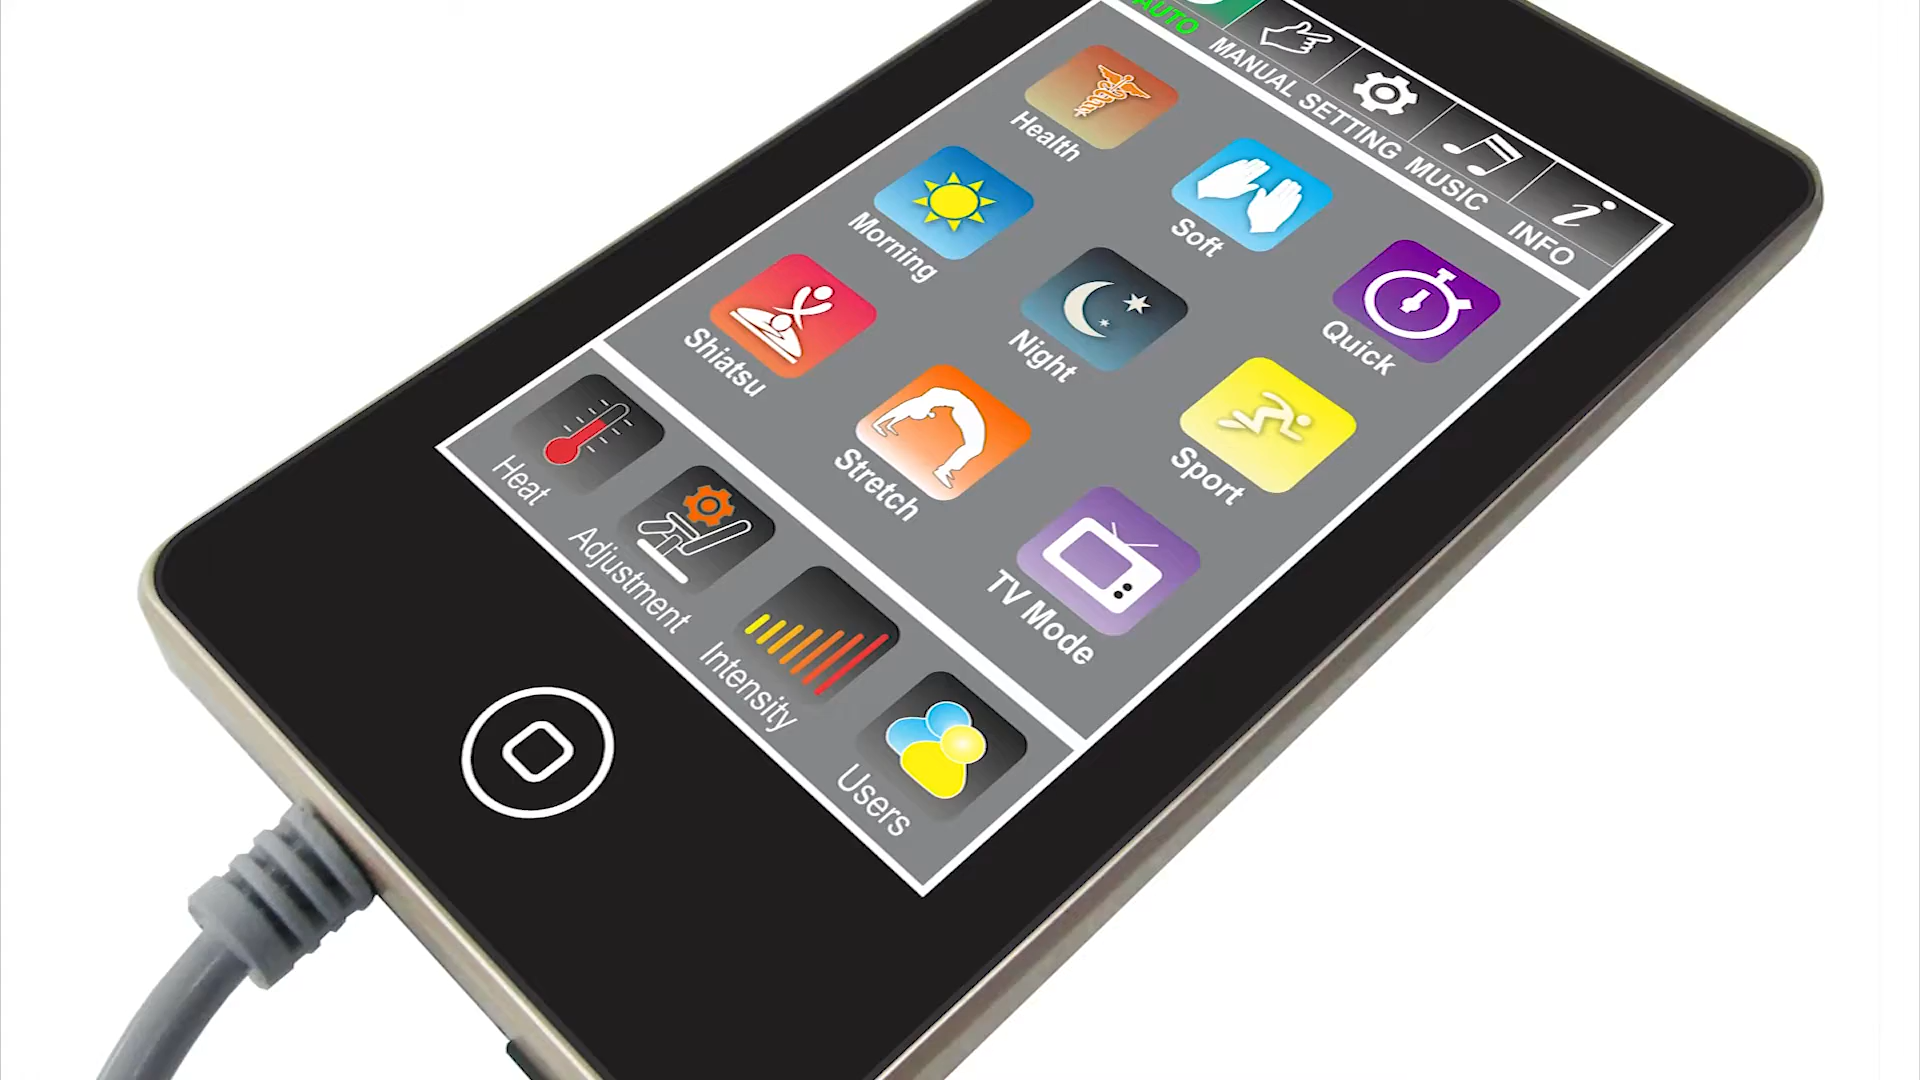 AUTO
MANUAL
SETTING
MUSIC
INFO
Health
Soft
Quick
Morning
Night
Sport
Shiatsu
Stretch
TV Mode
Heat
Adjustment
Intensity
Users